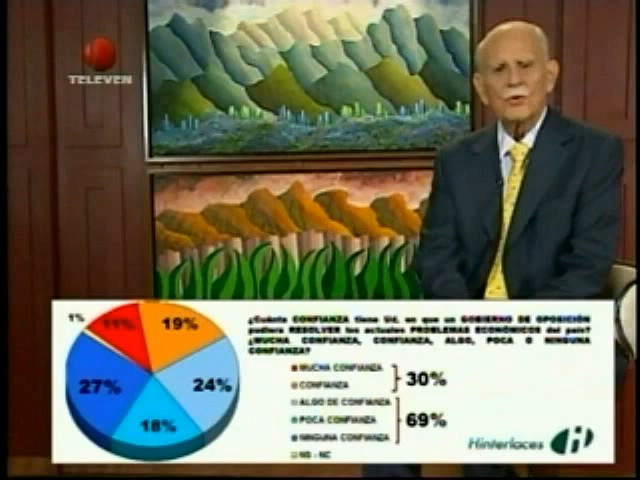 TELEVEN
¿Cuánta CONFIANZA tiene Ud. en que un GOBIERNO DE OPOSICIÓN
pudiera RESOLVER los actuales PROBLEMAS ECONÓMICOS del país?
¿MUCHA CONFIANZA, CONFIANZA, ALGO, POCA O NINGUNA
CONFIANZA?
1%
11%
19%
27%
24%
18%
MUCHA CONFIANZA
CONFIANZA
30%
ALGO DE CONFIANZA
POCA CONFIANZA
NINGUNA CONFIANZA
69%
NS - NC
Hinterlaces